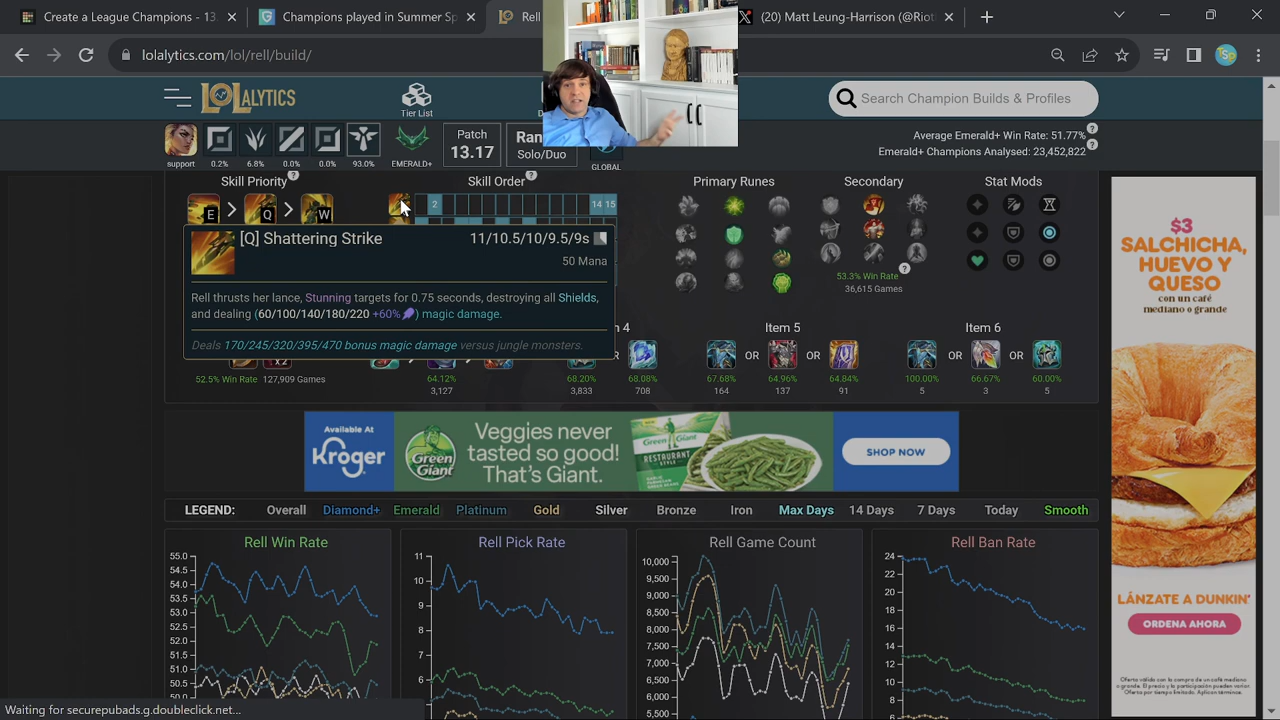 Create a League Champions - 13
Simping Beyond in League
Rell
(20) Matt Leung-Harrison (@Riot
lolalytics.com/lol/rell/build/
LOLALYTICS
Tier List
Search Champion Builds & Profiles
support
0.2%
6.8%
0.0%
0.0%
93.0%
EMERALD+
Patch
13.17
Ran
Solo/Duo
GLOBAL
Average Emerald+ Win Rate: 51.77%
Emerald+ Champions Analysed: 23,452,822
Skill Priority
Skill Order
Primary Runes
Secondary
Stat Mods
E
Q
W
2
14 15
[Q] Shattering Strike
11/10.5/10/9.5/9s
50 Mana
Rell thrusts her lance, Stunning targets for 0.75 seconds, destroying all Shields,
and dealing (60/100/140/180/220 +60% ) magic damage.
Deals 170/245/320/395/470 bonus magic damage versus jungle monsters.
53.3% Win Rate
36,615 Games
Item 5
Item 6
OR
OR
OR
OR
OR
52.5% Win Rate 127,909 Games
64.12%
3,127
68.20%
3,833
68.08%
708
67.68%
164
64.96%
137
64.84%
91
100.00%
5
66.67%
3
60.00%
5
Available At
Kroger
Green Giant
Veggies never
tasted so good!
That's Giant.
SHOP NOW
LEGEND:
Overall
Diamond+
Emerald
Platinum
Gold
Silver
Bronze
Iron
Max Days
14 Days
7 Days
Today
Smooth
Rell Win Rate
55.0
54.5
54.0
53.5
53.0
52.5
52.0
51.5
51.0
50.5
50.0
Rell Pick Rate
11
10
8
7
6
Rell Game Count
10,000
9,500
9,000
8,500
8,000
7,500
7,000
6,500
6,000
5,500
Rell Ban Rate
24
22
20
18
16
14
12
10
8
6
$3
SALCHICHA,
HUEVO Y
QUESO
con un café
mediano o grande
LÁNZATE A DUNKIN'
ORDENA AHORA